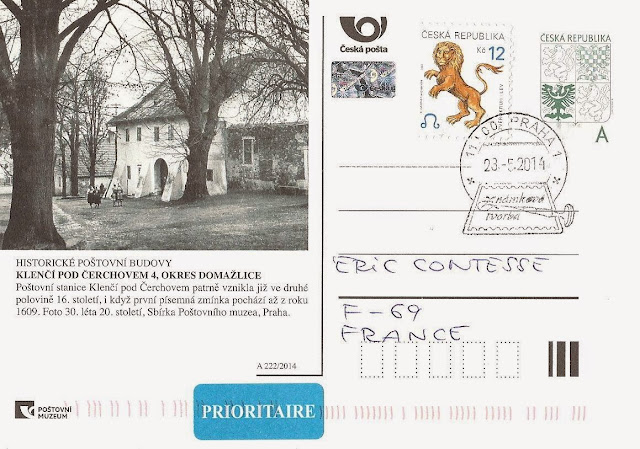 HISTORICKÉ POŠTOVNÍ BUDOVY
KLENČÍ POD ČERCHOVEM 4, OKRES DOMAŽLICE
Poštovní stanice Klenčí pod Čerchovem patrně vznikla již ve druhé
polovině 16. století, i když první písemná zmínka pochází až z roku
1609. Foto 30. léta 20. století, Sbírka Poštovního muzea, Praha.
A 222/2014
POŠTOVNÍ
MUZEUM
PRIORITAIRE
Česká pošta
ČESKÁ REPUBLIKA
Kč 12
ČESKÁ REPUBLIKA
A
PRAHA 1
23.-5.2014
známková
tvorba
ERIC CONTESSE
F-69
FRANCE